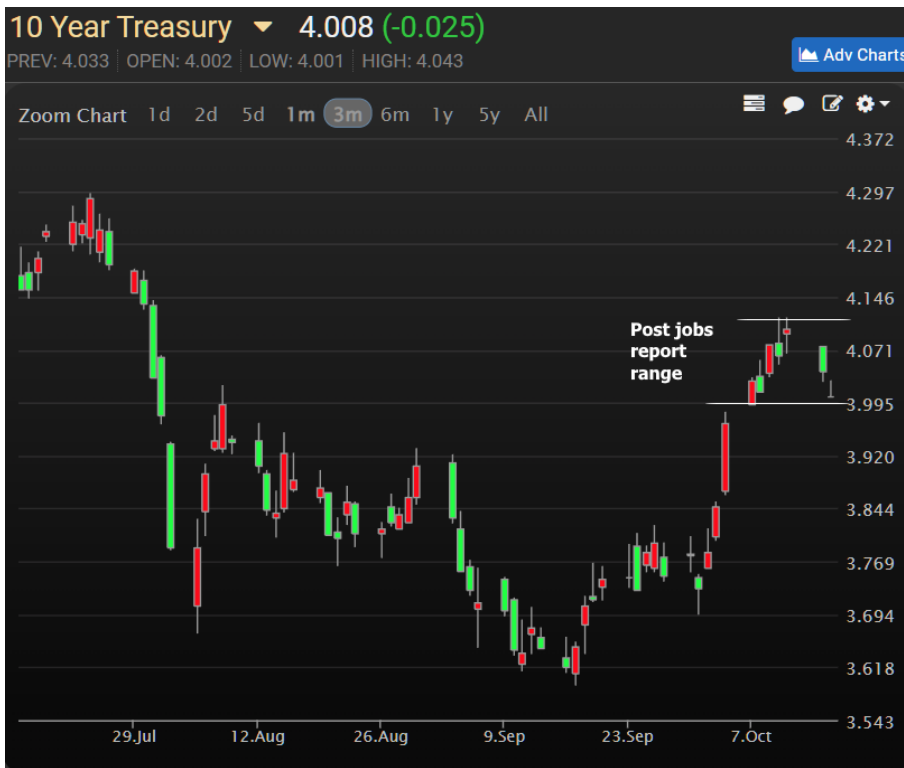 10 Year Treasury 4.008 (-0.025)
PREV: 4.033 OPEN: 4.002 LOW: 4.001 HIGH: 4.043
Adv Charts
Zoom Chart 1d 2d 5d 1m 3m 6m 1y 5y All
4.372
4.297
4.221
4.146
Post jobs
report
range
4.071
3.995
3.920
3.844
3.769
3.694
3.618
3.543
29.Jul 12.Aug 26.Aug 9.Sep 23.Sep 7.Oct